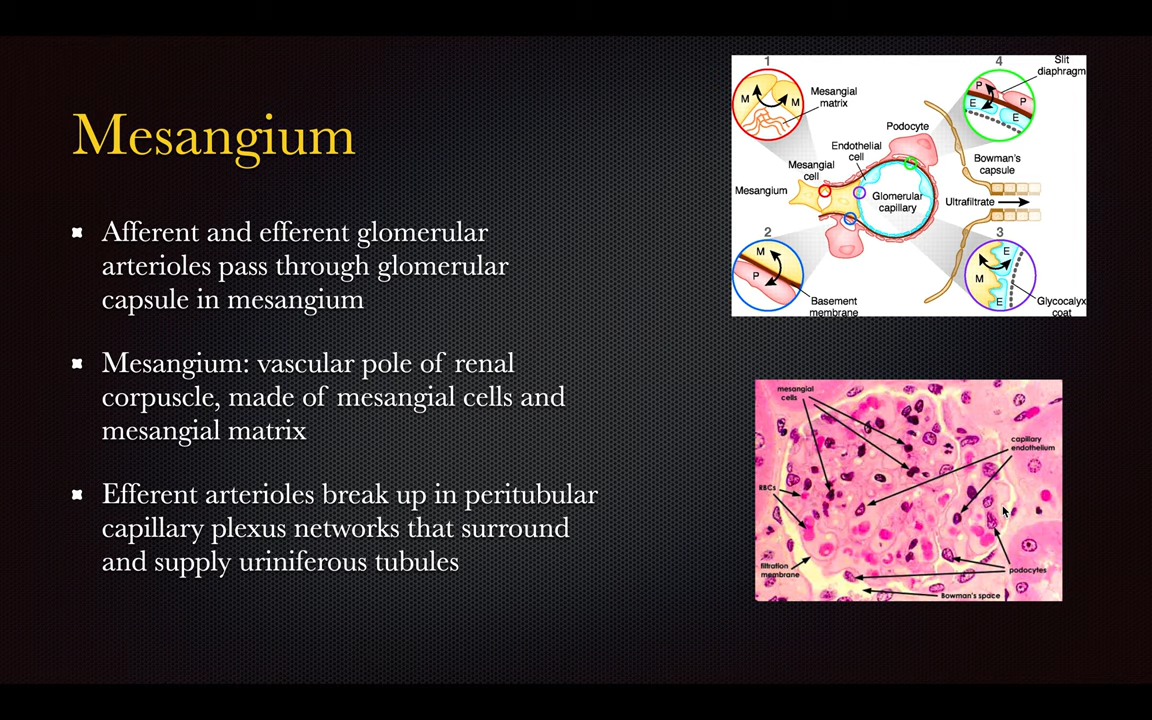 Mesangium
Afferent and efferent glomerular
arterioles pass through glomerular
capsule in mesangium
Mesangium: vascular pole of renal
corpuscle, made of mesangial cells and
mesangial matrix
Efferent arterioles break up in peritubular
capillary plexus networks that surround
and supply uriniferous tubules
1
M
M
Mesangial
matrix
4
Slit
diaphragm
P
E
P
E
Podocyte
Endothelial
cell
Mesangial
cell
Mesangium
Glomerular
capillary
Bowman's
capsule
Ultrafiltrate
2
M
P
Basement
membrane
3
E
M
E
Glycocalyx
coat
mesangial
cells
capillary
endothelium
RBCs
filtration
membrane
podocytes
Bowman's space